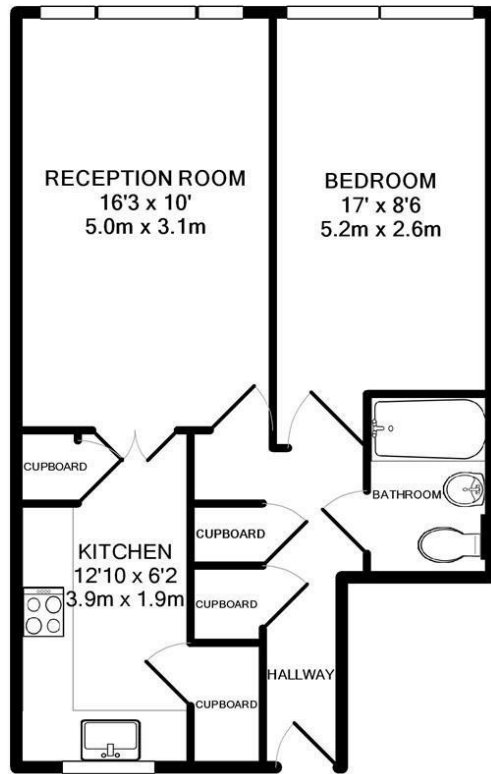 RECEPTION ROOM
16'3 x 10'
5.0m x 3.1m
BEDROOM
17' x 8'6
5.2m x 2.6m
CUPBOARD
BATHROOM
CUPBOARD
KITCHEN
12'10 x 6'2
3.9m x 1.9m
CUPBOARD
HALLWAY
CUPBOARD